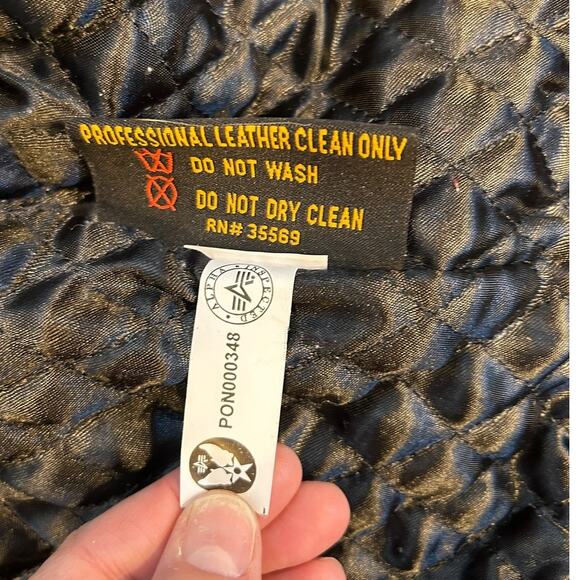 PROFESSIONAL LEATHER CLEAN ONLY
DO NOT WASH
DO NOT DRY CLEAN
RN# 35569
ALPHA INSPECTED
PON000348